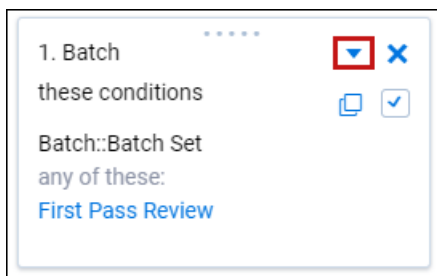 1. Batch
these conditions
Batch::Batch Set
any of these:
First Pass Review